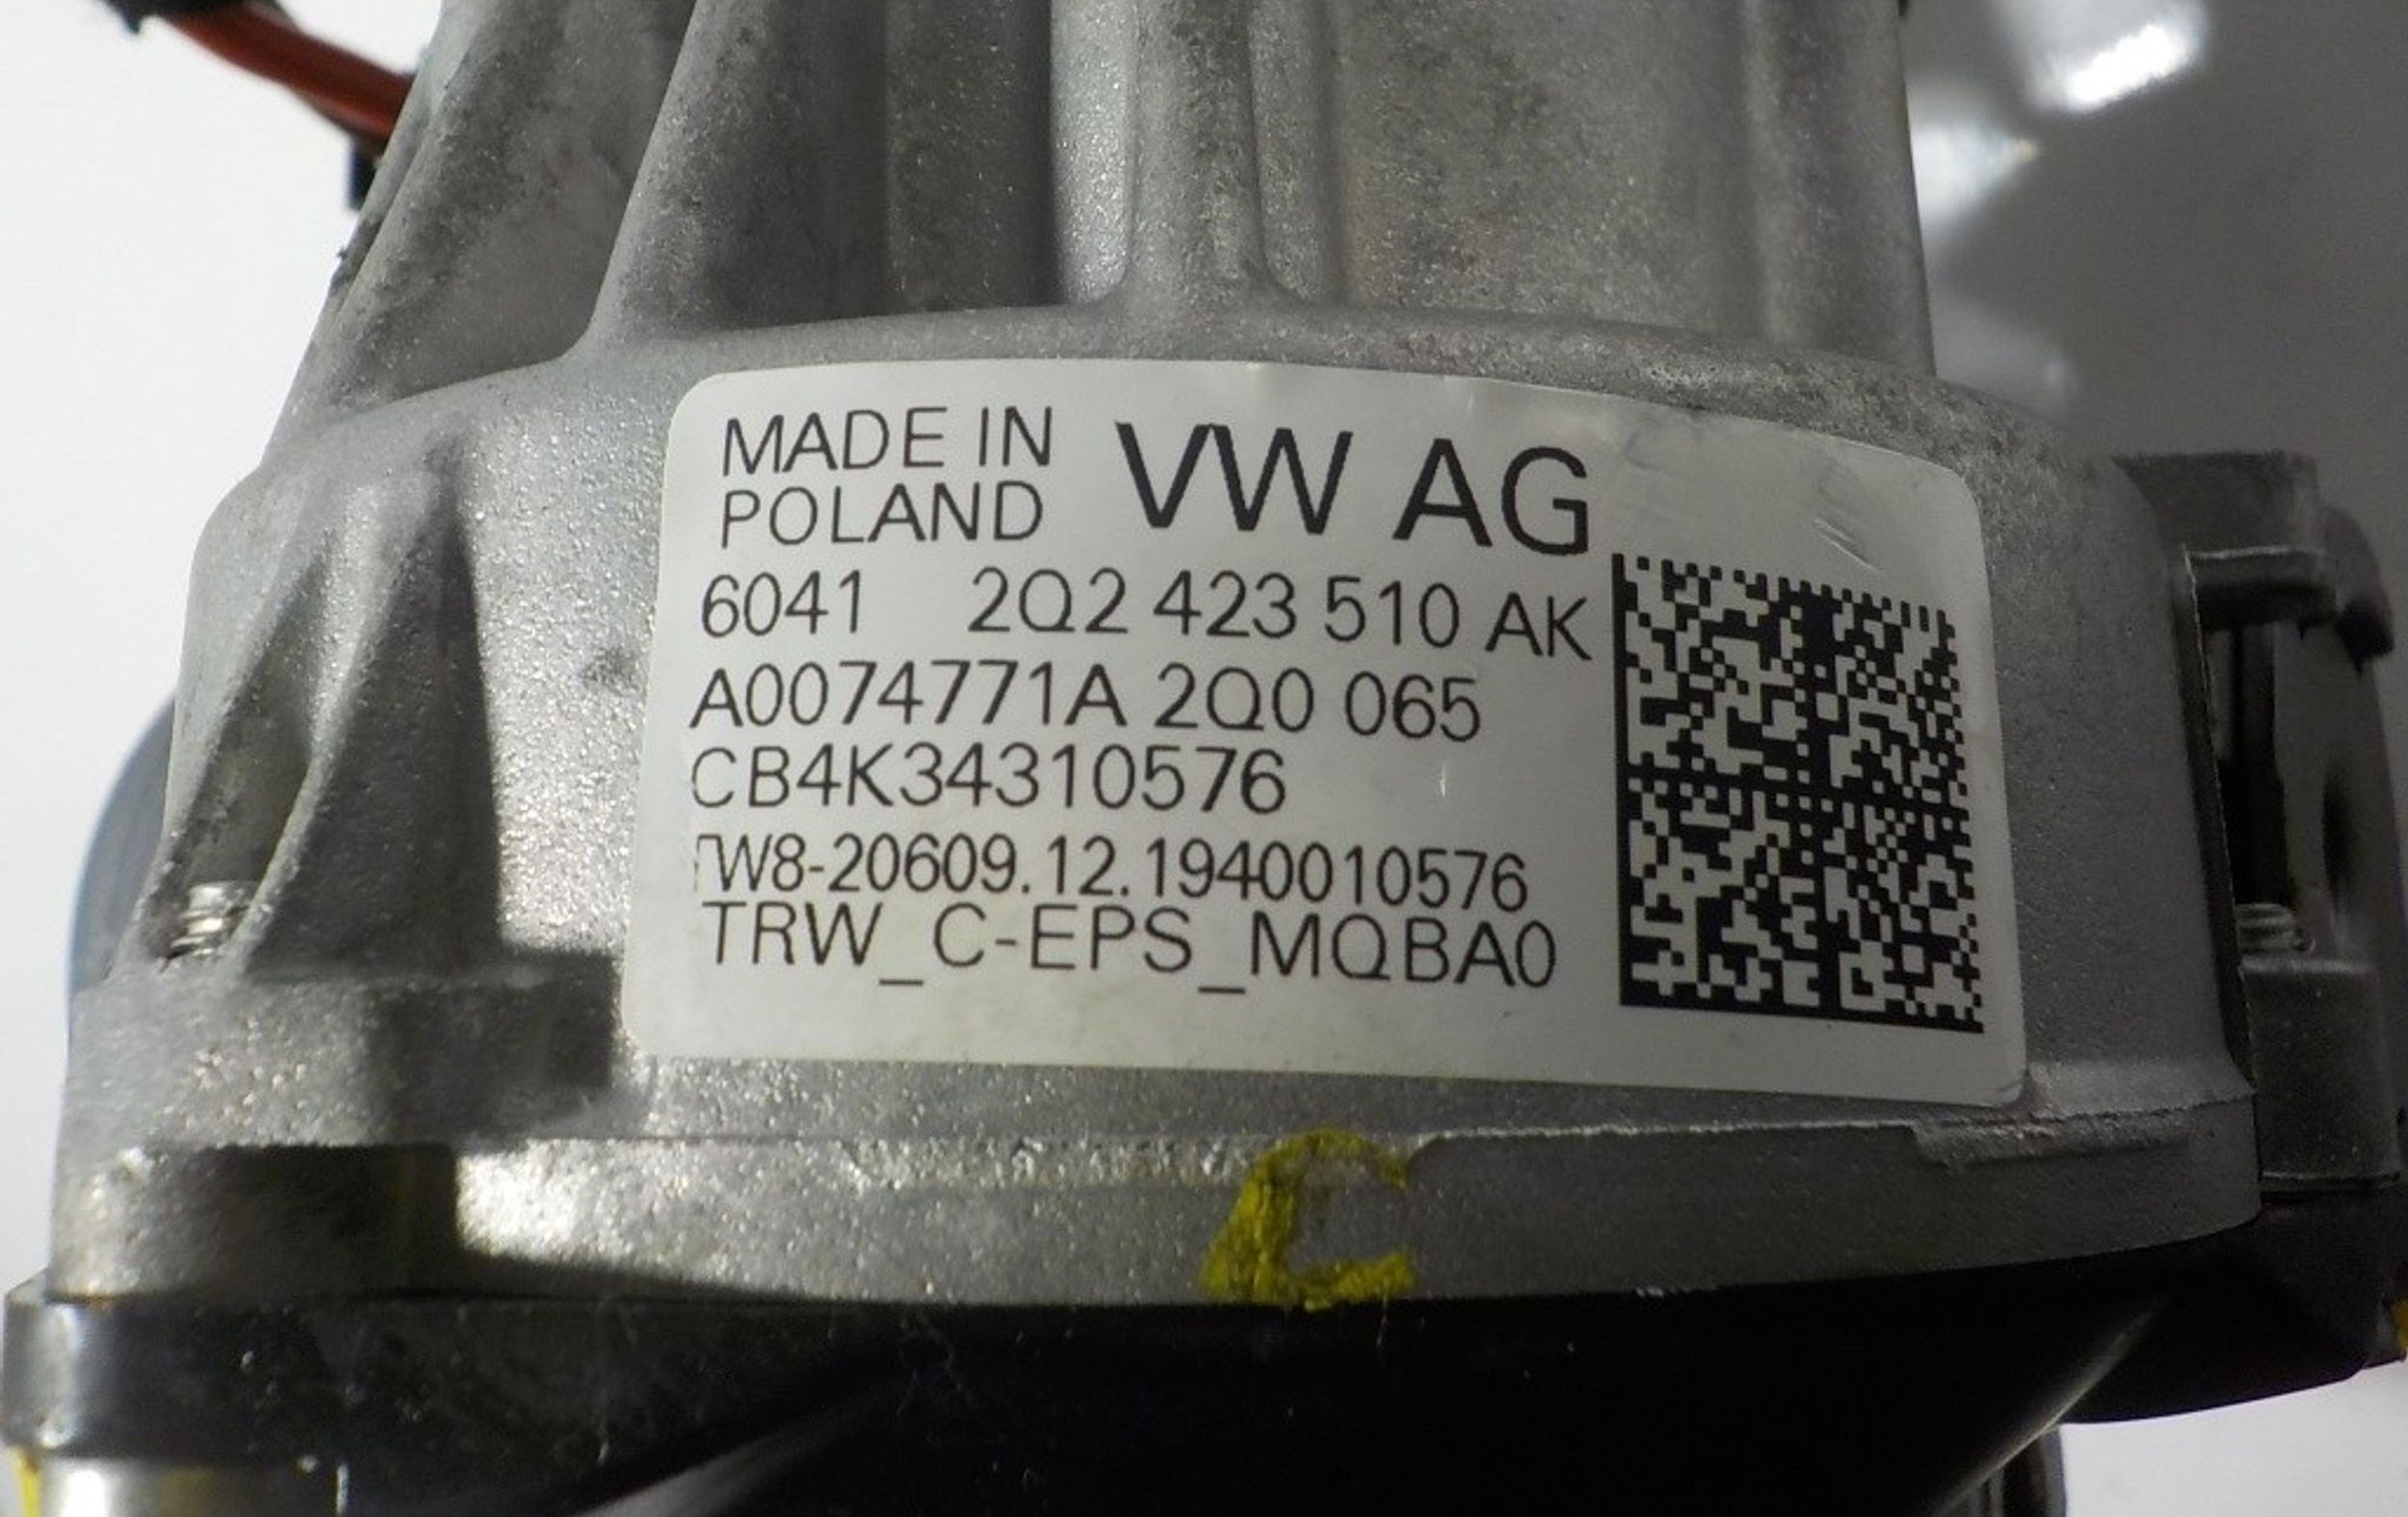 MADE IN
POLAND
VW AG
6041 2Q2 423 510 AK
A0074771A 2Q0 065
CB4K34310576
TW8-20609.12.1940010576
TRW_C-EPS_MQBA0
C